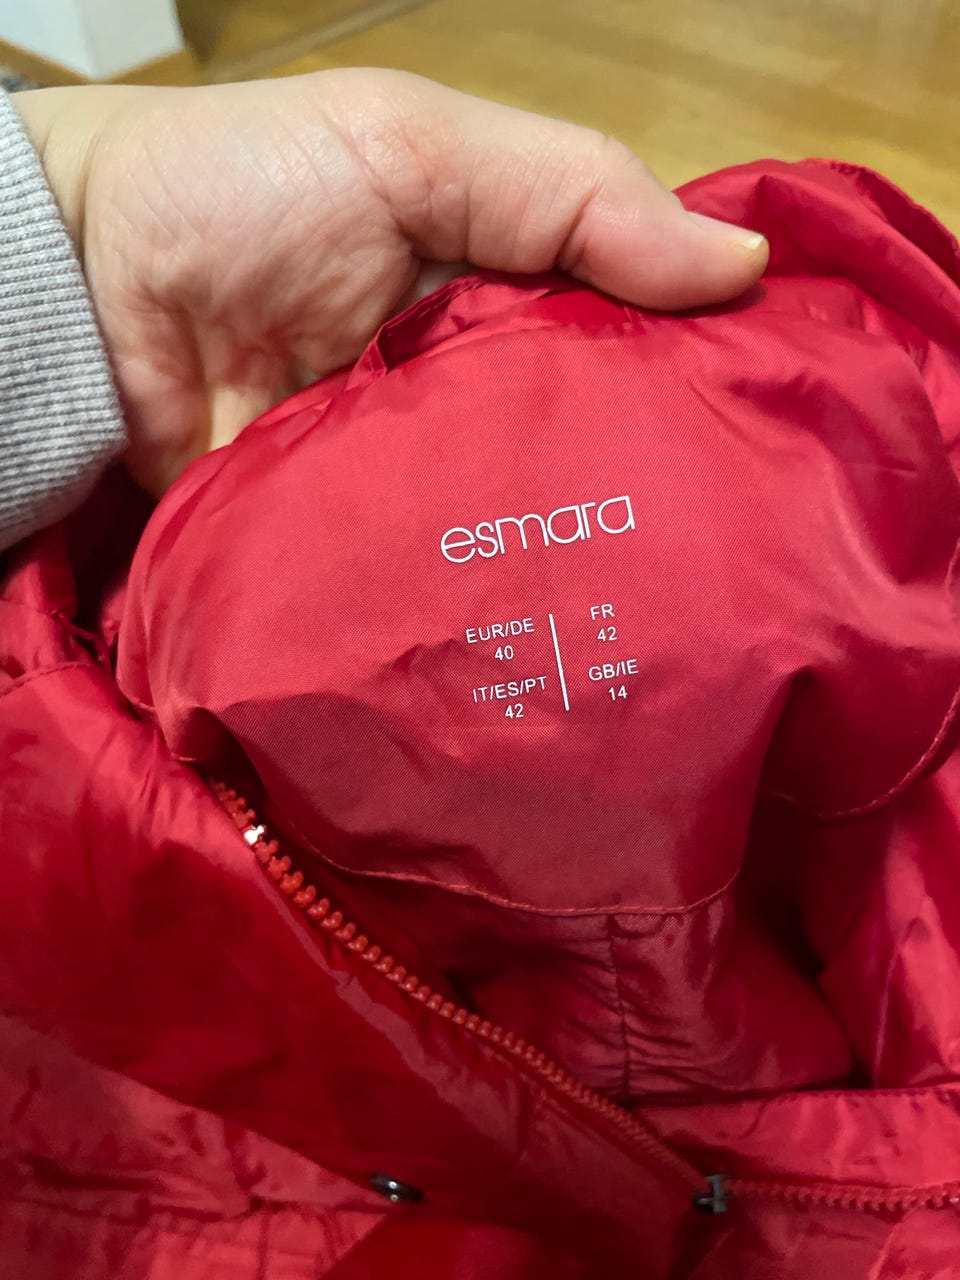 esmara
EUR/DE
40
IT/ES/PT
42
FR
42
GB/IE
14